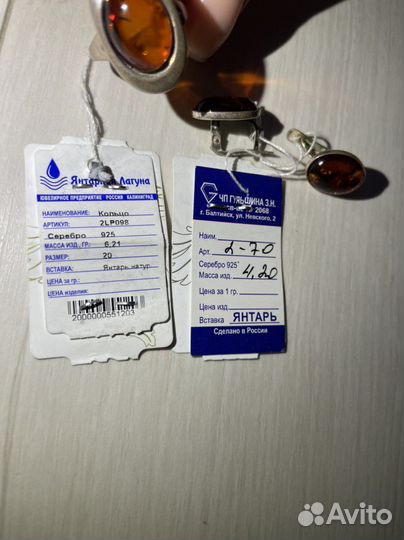 Янтарная Лагуна
ЮВЕЛИРНОЕ ПРЕДПРИЯТИЕ РОССИЯ КАЛИНИНГРАД
НАИМЕНОВАНИЕ: Кольцо
АРТИКУЛ: 2LP098
Серебро 925
МАССА ИЗД., ГР.: 6,21
РАЗМЕР: 20
ВСТАВКА: Янтарь натур.
ЦЕНА за гр.:
ЦЕНА изделия:
2000000551203
ЧП ГУЛЬШИНА З.Н.
2068
г. Балтийск, ул. Невского, 2
Наим.
Арт. 2-70
Серебро 925°
Масса изд. 4,20
Цена за 1 гр.
Цена изд.
Вставка ЯНТАРЬ
Сделано в России
Avito